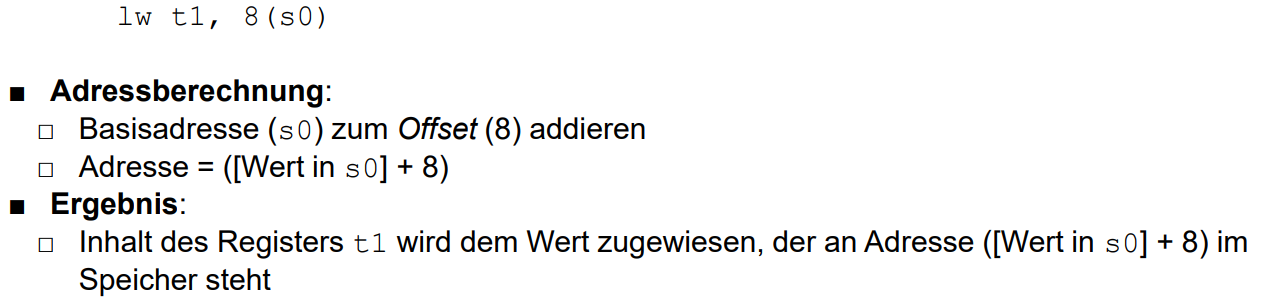 lw t1, 8(s0)
■ Adressberechnung:
□ Basisadresse (s0) zum Offset (8) addieren
□ Adresse = ([Wert in s0] + 8)
■ Ergebnis:
□ Inhalt des Registers t1 wird dem Wert zugewiesen, der an Adresse ([Wert in s0] + 8) im
Speicher steht